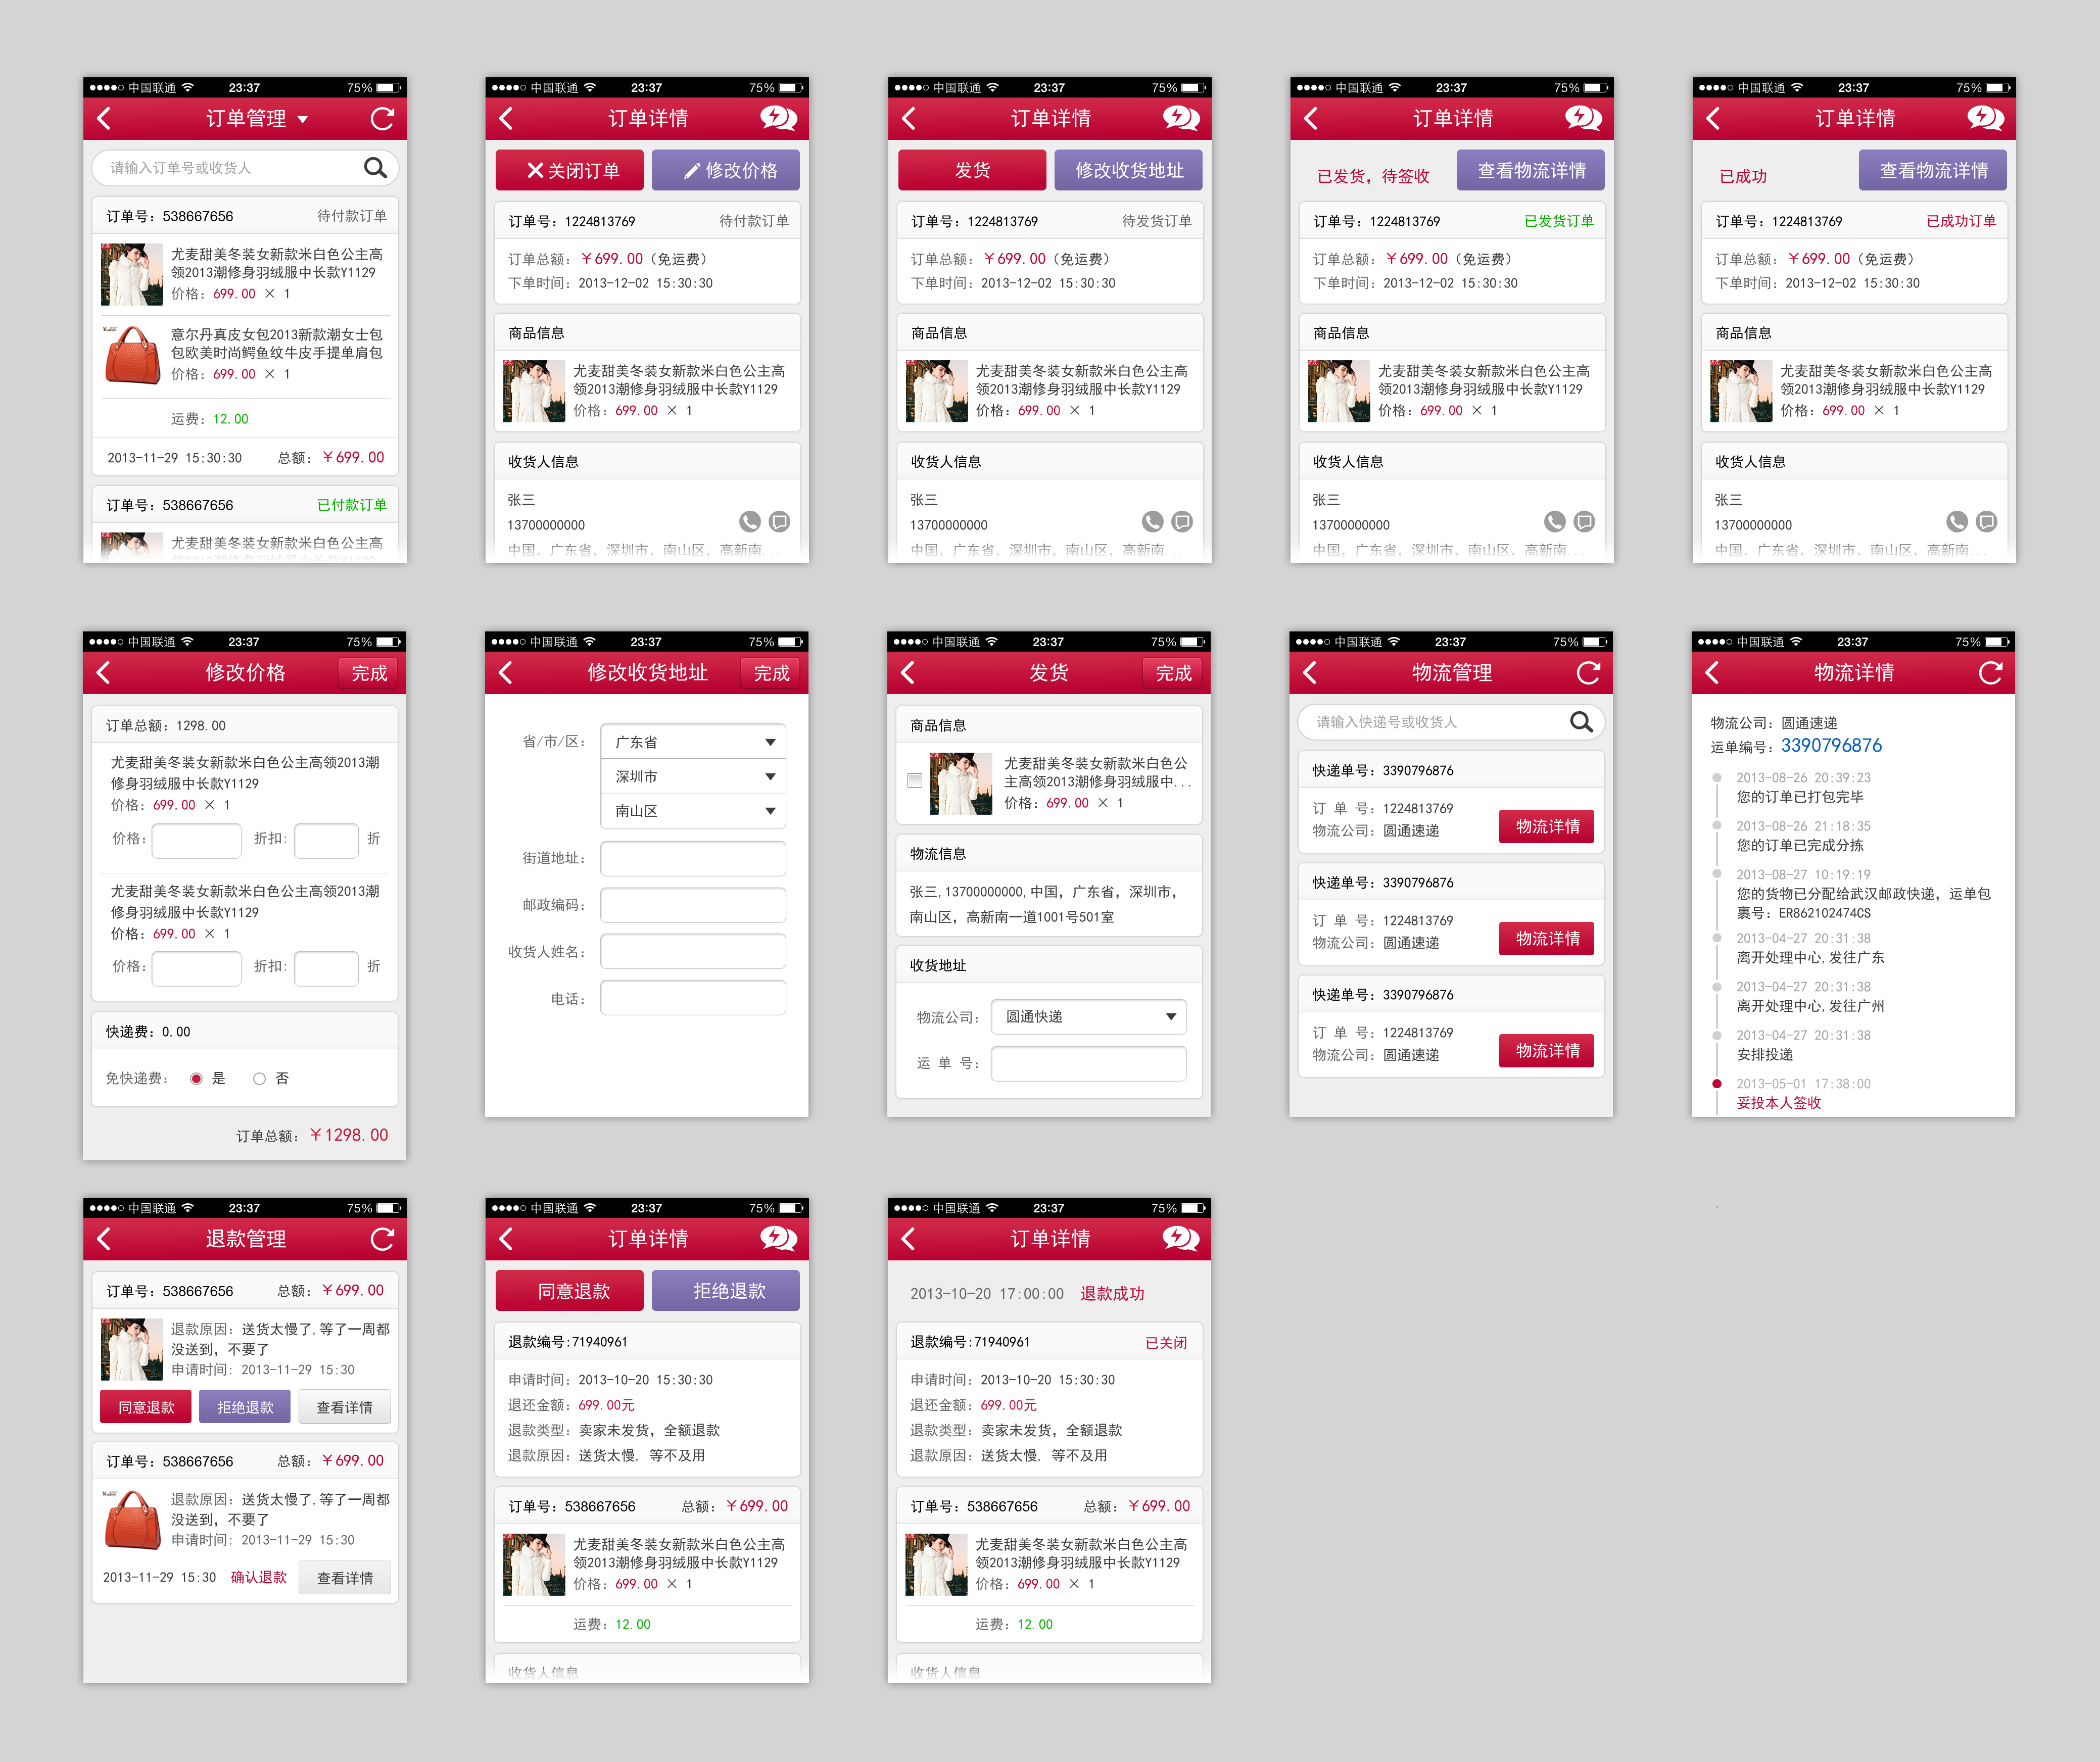 中国联通 23:37 75%
订单管理
请输入订单号或收货人
订单号：538667656 待付款订单
尤麦甜美冬装女新款米白色公主高
领2013潮修身羽绒服中长款Y1129
价格：699.00 × 1
意尔丹真皮女包2013新款潮女士包
包欧美时尚鳄鱼纹牛皮手提单肩包
价格：699.00 × 1
运费：12.00
2013-11-29 15:30:30 总额：￥699.00
订单号：538667656 已付款订单
尤麦甜美冬装女新款米白色公主高
领2013潮修身羽绒服中长款Y1129
中国联通 23:37 75%
订单详情
关闭订单 修改价格
订单号：1224813769 待付款订单
订单总额：￥699.00（免运费）
下单时间：2013-12-02 15:30:30
商品信息
尤麦甜美冬装女新款米白色公主高
领2013潮修身羽绒服中长款Y1129
价格：699.00 × 1
收货人信息
张三
13700000000
中国，广东省，深圳市，南山区，高新南...
中国联通 23:37 75%
订单详情
发货 修改收货地址
订单号：1224813769 待发货订单
订单总额：￥699.00（免运费）
下单时间：2013-12-02 15:30:30
商品信息
尤麦甜美冬装女新款米白色公主高
领2013潮修身羽绒服中长款Y1129
价格：699.00 × 1
收货人信息
张三
13700000000
中国，广东省，深圳市，南山区，高新南...
中国联通 23:37 75%
订单详情
已发货，待签收 查看物流详情
订单号：1224813769 已发货订单
订单总额：￥699.00（免运费）
下单时间：2013-12-02 15:30:30
商品信息
尤麦甜美冬装女新款米白色公主高
领2013潮修身羽绒服中长款Y1129
价格：699.00 × 1
收货人信息
张三
13700000000
中国，广东省，深圳市，南山区，高新南...
中国联通 23:37 75%
订单详情
已成功 查看物流详情
订单号：1224813769 已成功订单
订单总额：￥699.00（免运费）
下单时间：2013-12-02 15:30:30
商品信息
尤麦甜美冬装女新款米白色公主高
领2013潮修身羽绒服中长款Y1129
价格：699.00 × 1
收货人信息
张三
13700000000
中国，广东省，深圳市，南山区，高新南...
中国联通 23:37 75%
修改价格 完成
订单总额：1298.00
尤麦甜美冬装女新款米白色公主高领2013潮
修身羽绒服中长款Y1129
价格：699.00 × 1
价格： 折扣： 折
尤麦甜美冬装女新款米白色公主高领2013潮
修身羽绒服中长款Y1129
价格：699.00 × 1
价格： 折扣： 折
快递费：0.00
免快递费： 是 否
订单总额：￥1298.00
中国联通 23:37 75%
修改收货地址 完成
省/市/区： 广东省
深圳市
南山区
街道地址：
邮政编码：
收货人姓名：
电话：
中国联通 23:37 75%
发货 完成
商品信息
尤麦甜美冬装女新款米白色公
主高领2013潮修身羽绒服中...
价格：699.00 × 1
物流信息
张三,13700000000,中国，广东省，深圳市，
南山区，高新南一道1001号501室
收货地址
物流公司： 圆通快递
运 单 号：
中国联通 23:37 75%
物流管理
请输入快递号或收货人
快递单号：3390796876
订 单 号：1224813769
物流公司：圆通速递 物流详情
快递单号：3390796876
订 单 号：1224813769
物流公司：圆通速递 物流详情
快递单号：3390796876
订 单 号：1224813769
物流公司：圆通速递 物流详情
中国联通 23:37 75%
物流详情
物流公司：圆通速递
运单编号：3390796876
2013-08-26 20:39:23
您的订单已打包完毕
2013-08-26 21:18:35
您的订单已完成分拣
2013-08-27 10:19:19
您的货物已分配给武汉邮政快递，运单包
裹号：ER862102474CS
2013-04-27 20:31:38
离开处理中心,发往广东
2013-04-27 20:31:38
离开处理中心,发往广州
2013-04-27 20:31:38
安排投递
2013-05-01 17:38:00
妥投本人签收
中国联通 23:37 75%
退款管理
订单号：538667656 总额：￥699.00
退款原因：送货太慢了,等了一周都
没送到，不要了
申请时间：2013-11-29 15:30
同意退款 拒绝退款 查看详情
订单号：538667656 总额：￥699.00
退款原因：送货太慢了,等了一周都
没送到，不要了
申请时间：2013-11-29 15:30
2013-11-29 15:30 确认退款 查看详情
中国联通 23:37 75%
订单详情
同意退款 拒绝退款
退款编号:71940961
申请时间：2013-10-20 15:30:30
退还金额：699.00元
退款类型：卖家未发货，全额退款
退款原因：送货太慢，等不及用
订单号：538667656 总额：￥699.00
尤麦甜美冬装女新款米白色公主高
领2013潮修身羽绒服中长款Y1129
价格：699.00 × 1
运费：12.00
收货人信息
中国联通 23:37 75%
订单详情
2013-10-20 17:00:00 退款成功
退款编号:71940961 已关闭
申请时间：2013-10-20 15:30:30
退还金额：699.00元
退款类型：卖家未发货，全额退款
退款原因：送货太慢，等不及用
订单号：538667656 总额：￥699.00
尤麦甜美冬装女新款米白色公主高
领2013潮修身羽绒服中长款Y1129
价格：699.00 × 1
运费：12.00
收货人信息